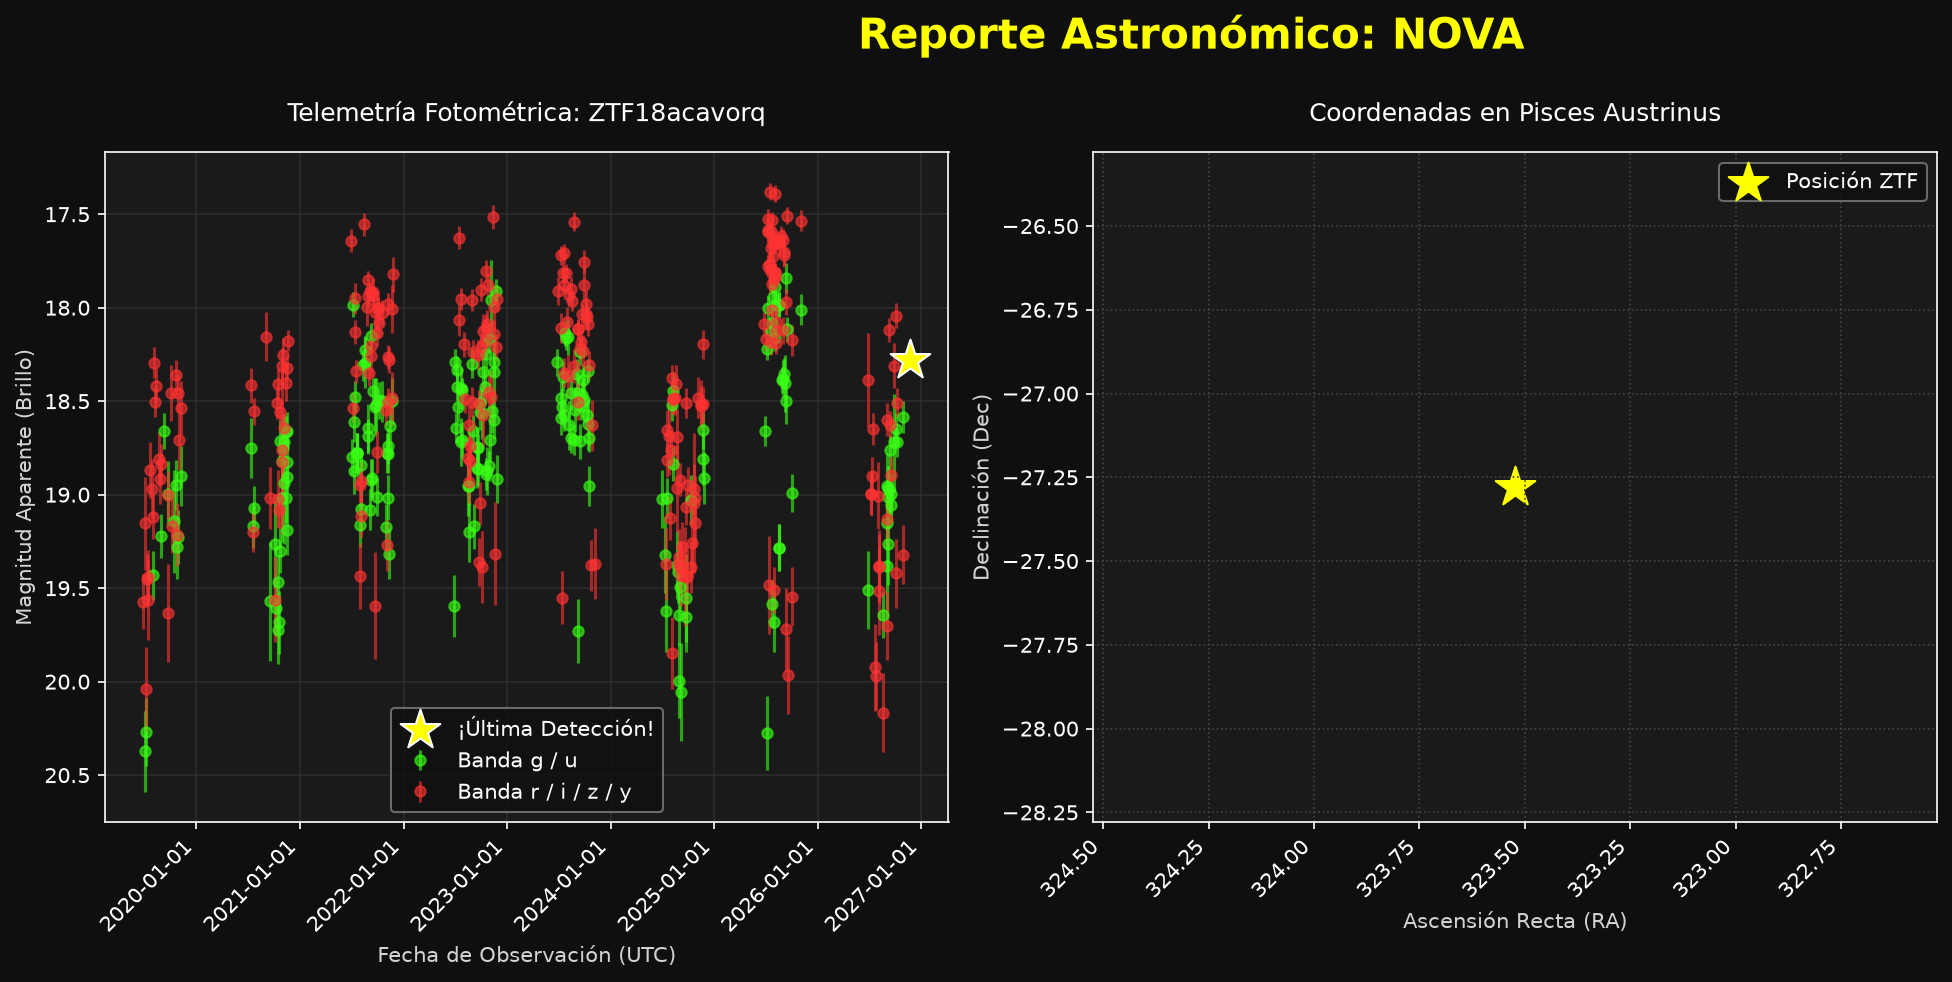 Reporte Astronómico: NOVA
Telemetría Fotométrica: ZTF18acavorq
Magnitud Aparente (Brillo)
17.5
18.0
18.5
19.0
19.5
20.0
20.5
¡Última Detección!
Banda g / u
Banda r / i / z / y
2020-01-01
2021-01-01
2022-01-01
2023-01-01
2024-01-01
2025-01-01
2026-01-01
2027-01-01
Fecha de Observación (UTC)
Coordenadas en Pisces Austrinus
Posición ZTF
Declinación (Dec)
−26.50
−26.75
−27.00
−27.25
−27.50
−27.75
−28.00
−28.25
324.50
324.25
324.00
323.75
323.50
323.25
323.00
322.75
Ascensión Recta (RA)